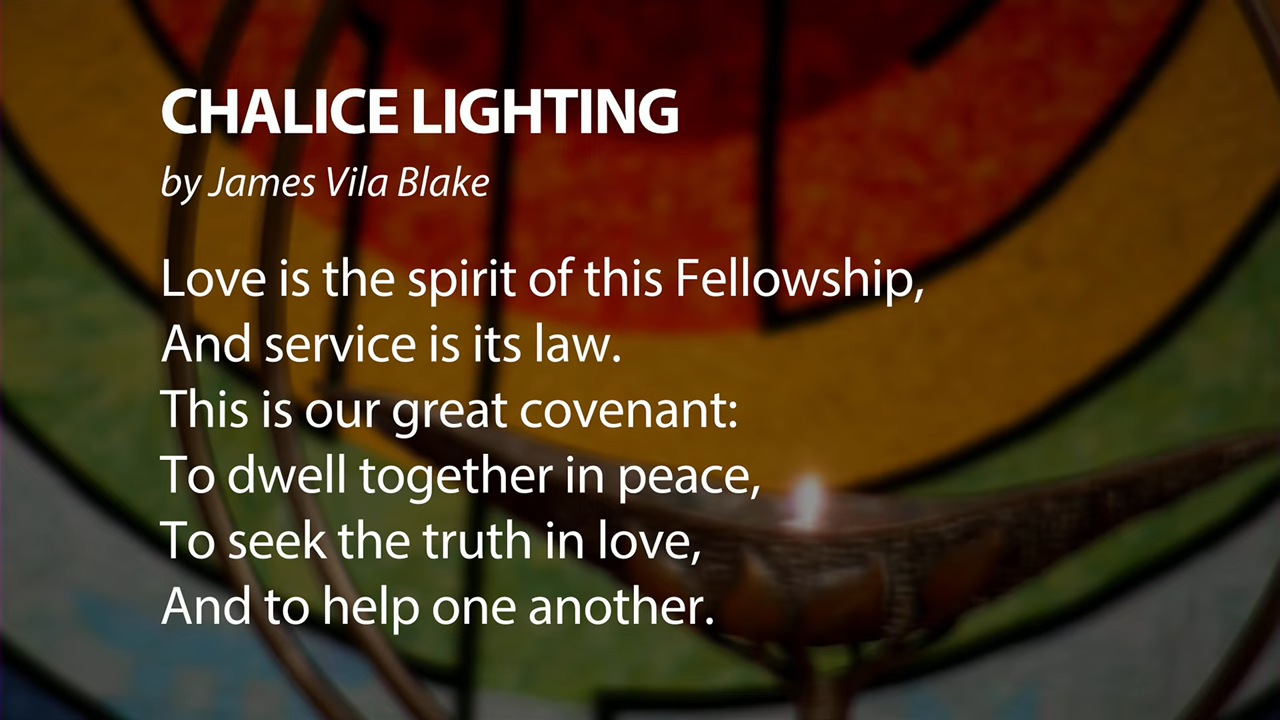 CHALICE LIGHTING
by James Vila Blake
Love is the spirit of this Fellowship,
And service is its law.
This is our great covenant:
To dwell together in peace,
To seek the truth in love,
And to help one another.